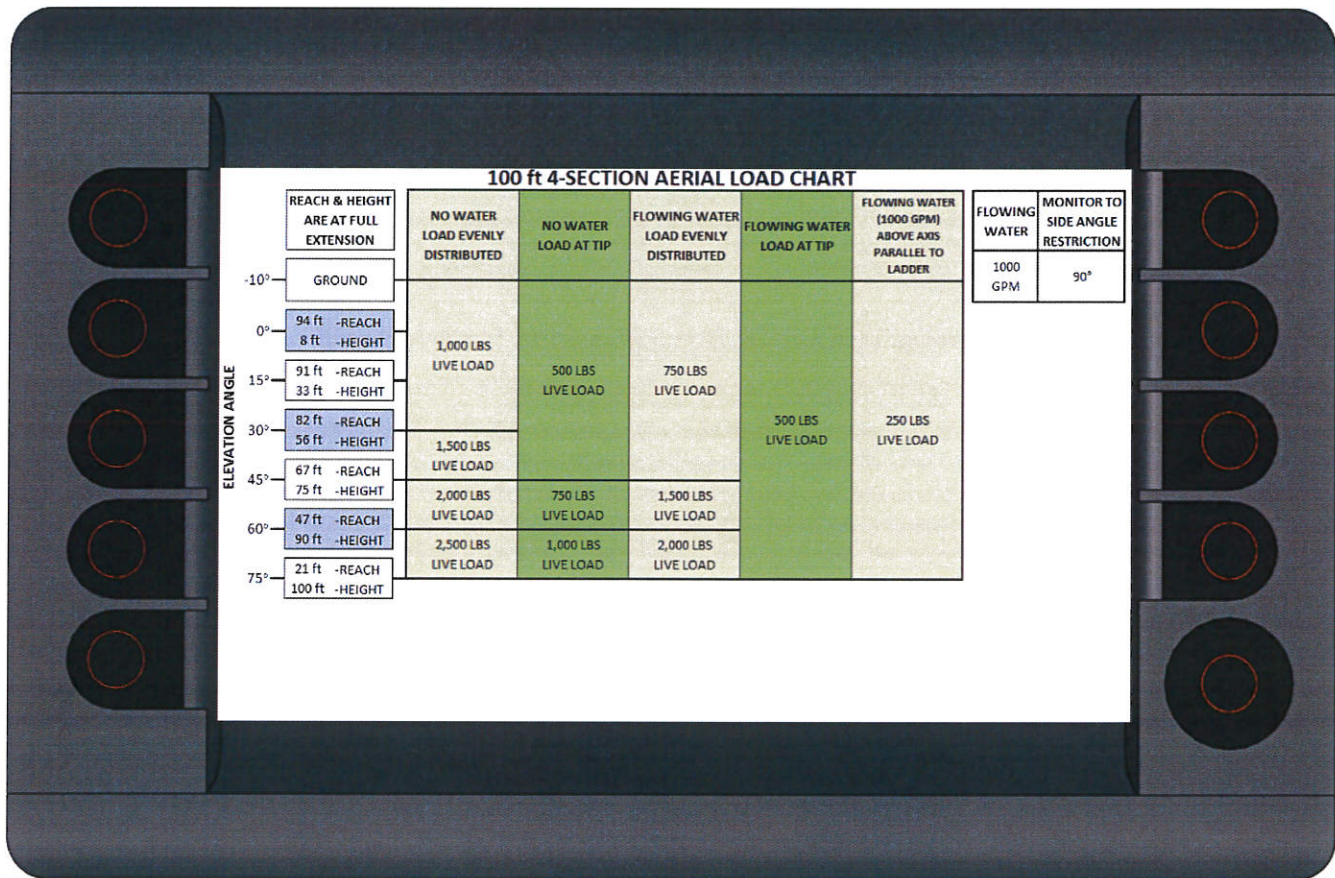 100 ft 4-SECTION AERIAL LOAD CHART
REACH & HEIGHT
ARE AT FULL
EXTENSION
NO WATER
LOAD EVENLY
DISTRIBUTED
NO WATER
LOAD AT TIP
FLOWING WATER
LOAD EVENLY
DISTRIBUTED
FLOWING WATER
LOAD AT TIP
FLOWING WATER
(1000 GPM)
ABOVE AXIS
PARALLEL TO
LADDER
FLOWING
WATER
MONITOR TO
SIDE ANGLE
RESTRICTION
1000
GPM
90°
ELEVATION ANGLE
-10°
GROUND
0°
94 ft -REACH
8 ft -HEIGHT
15°
91 ft -REACH
33 ft -HEIGHT
30°
82 ft -REACH
56 ft -HEIGHT
45°
67 ft -REACH
75 ft -HEIGHT
60°
47 ft -REACH
90 ft -HEIGHT
75°
21 ft -REACH
100 ft -HEIGHT
1,000 LBS
LIVE LOAD
1,500 LBS
LIVE LOAD
2,000 LBS
LIVE LOAD
2,500 LBS
LIVE LOAD
500 LBS
LIVE LOAD
750 LBS
LIVE LOAD
1,000 LBS
LIVE LOAD
750 LBS
LIVE LOAD
1,500 LBS
LIVE LOAD
2,000 LBS
LIVE LOAD
500 LBS
LIVE LOAD
250 LBS
LIVE LOAD